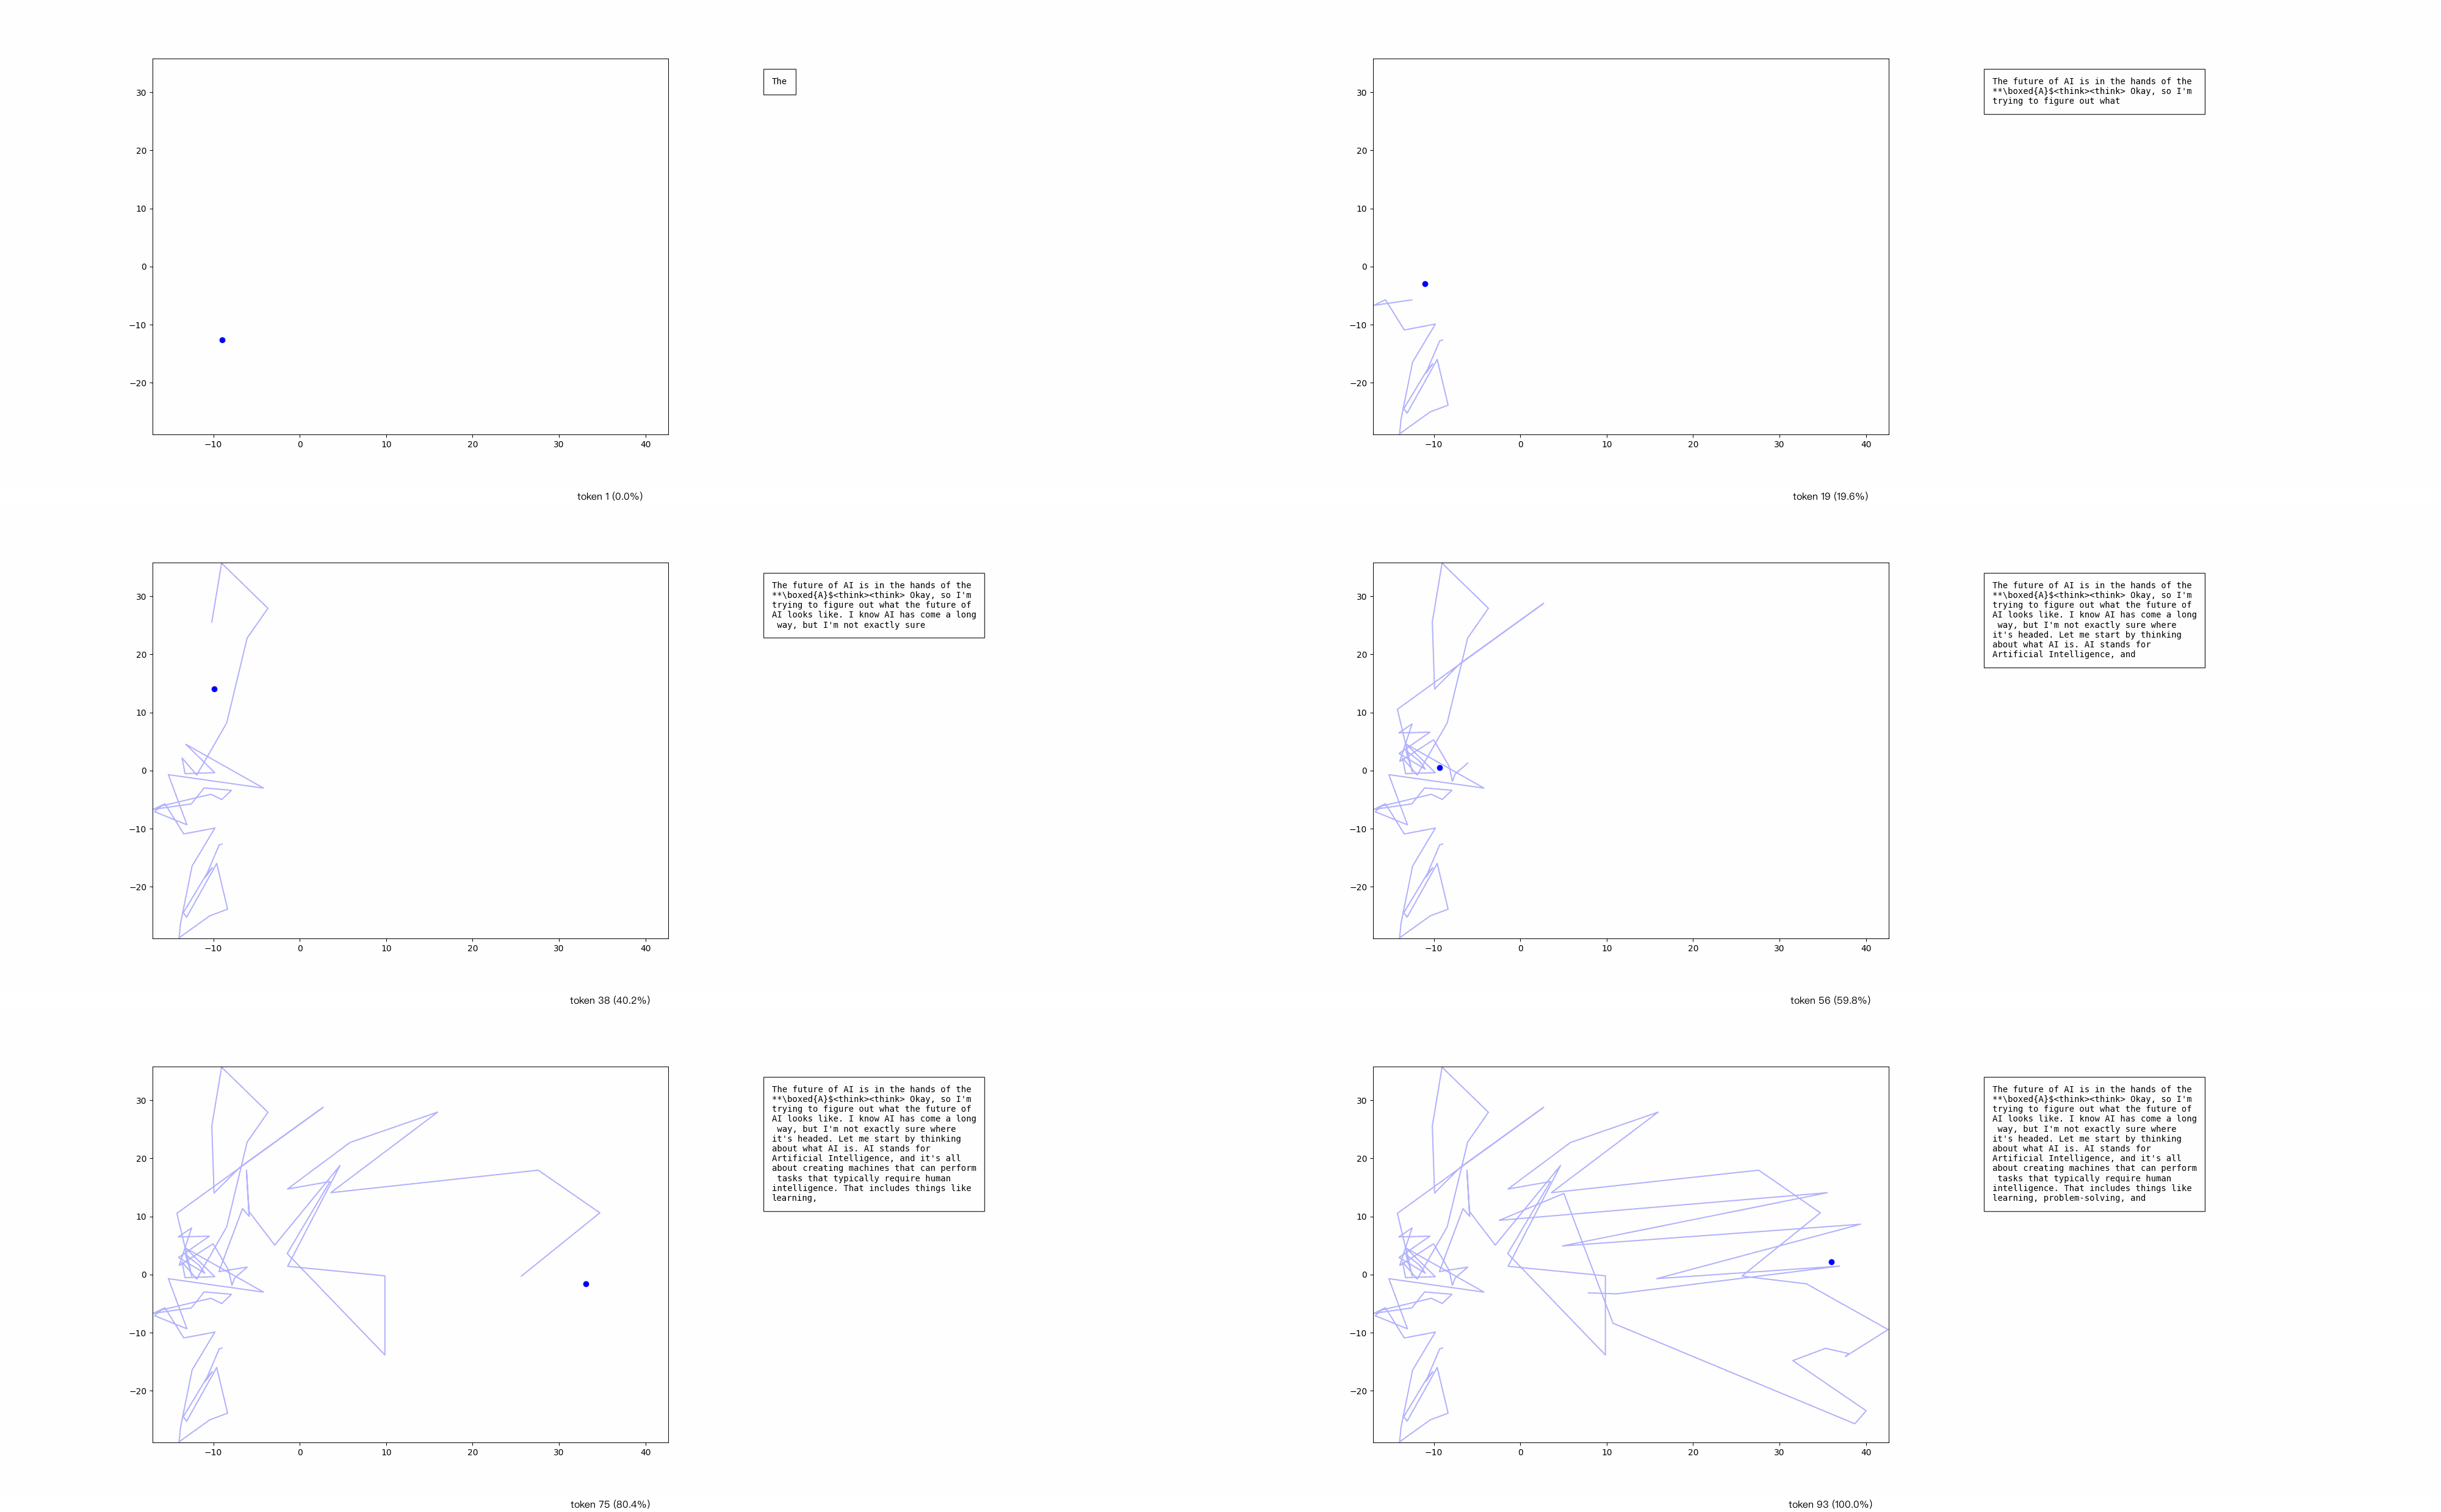 30
20
10
0
−10
−20
−10 0 10 20 30 40
The
token 1 (0.0%)
30
20
10
0
−10
−20
−10 0 10 20 30 40
The future of AI is in the hands of the
**\boxed{A}$<think><think> Okay, so I'm
trying to figure out what
token 19 (19.6%)
30
20
10
0
−10
−20
−10 0 10 20 30 40
The future of AI is in the hands of the
**\boxed{A}$<think><think> Okay, so I'm
trying to figure out what the future of
AI looks like. I know AI has come a long
way, but I'm not exactly sure
token 38 (40.2%)
30
20
10
0
−10
−20
−10 0 10 20 30 40
The future of AI is in the hands of the
**\boxed{A}$<think><think> Okay, so I'm
trying to figure out what the future of
AI looks like. I know AI has come a long
way, but I'm not exactly sure where
it's headed. Let me start by thinking
about what AI is. AI stands for
Artificial Intelligence, and
token 56 (59.8%)
30
20
10
0
−10
−20
−10 0 10 20 30 40
The future of AI is in the hands of the
**\boxed{A}$<think><think> Okay, so I'm
trying to figure out what the future of
AI looks like. I know AI has come a long
way, but I'm not exactly sure where
it's headed. Let me start by thinking
about what AI is. AI stands for
Artificial Intelligence, and it's all
about creating machines that can perform
tasks that typically require human
intelligence. That includes things like
learning,
token 75 (80.4%)
30
20
10
0
−10
−20
−10 0 10 20 30 40
The future of AI is in the hands of the
**\boxed{A}$<think><think> Okay, so I'm
trying to figure out what the future of
AI looks like. I know AI has come a long
way, but I'm not exactly sure where
it's headed. Let me start by thinking
about what AI is. AI stands for
Artificial Intelligence, and it's all
about creating machines that can perform
tasks that typically require human
intelligence. That includes things like
learning, problem-solving, and
token 93 (100.0%)